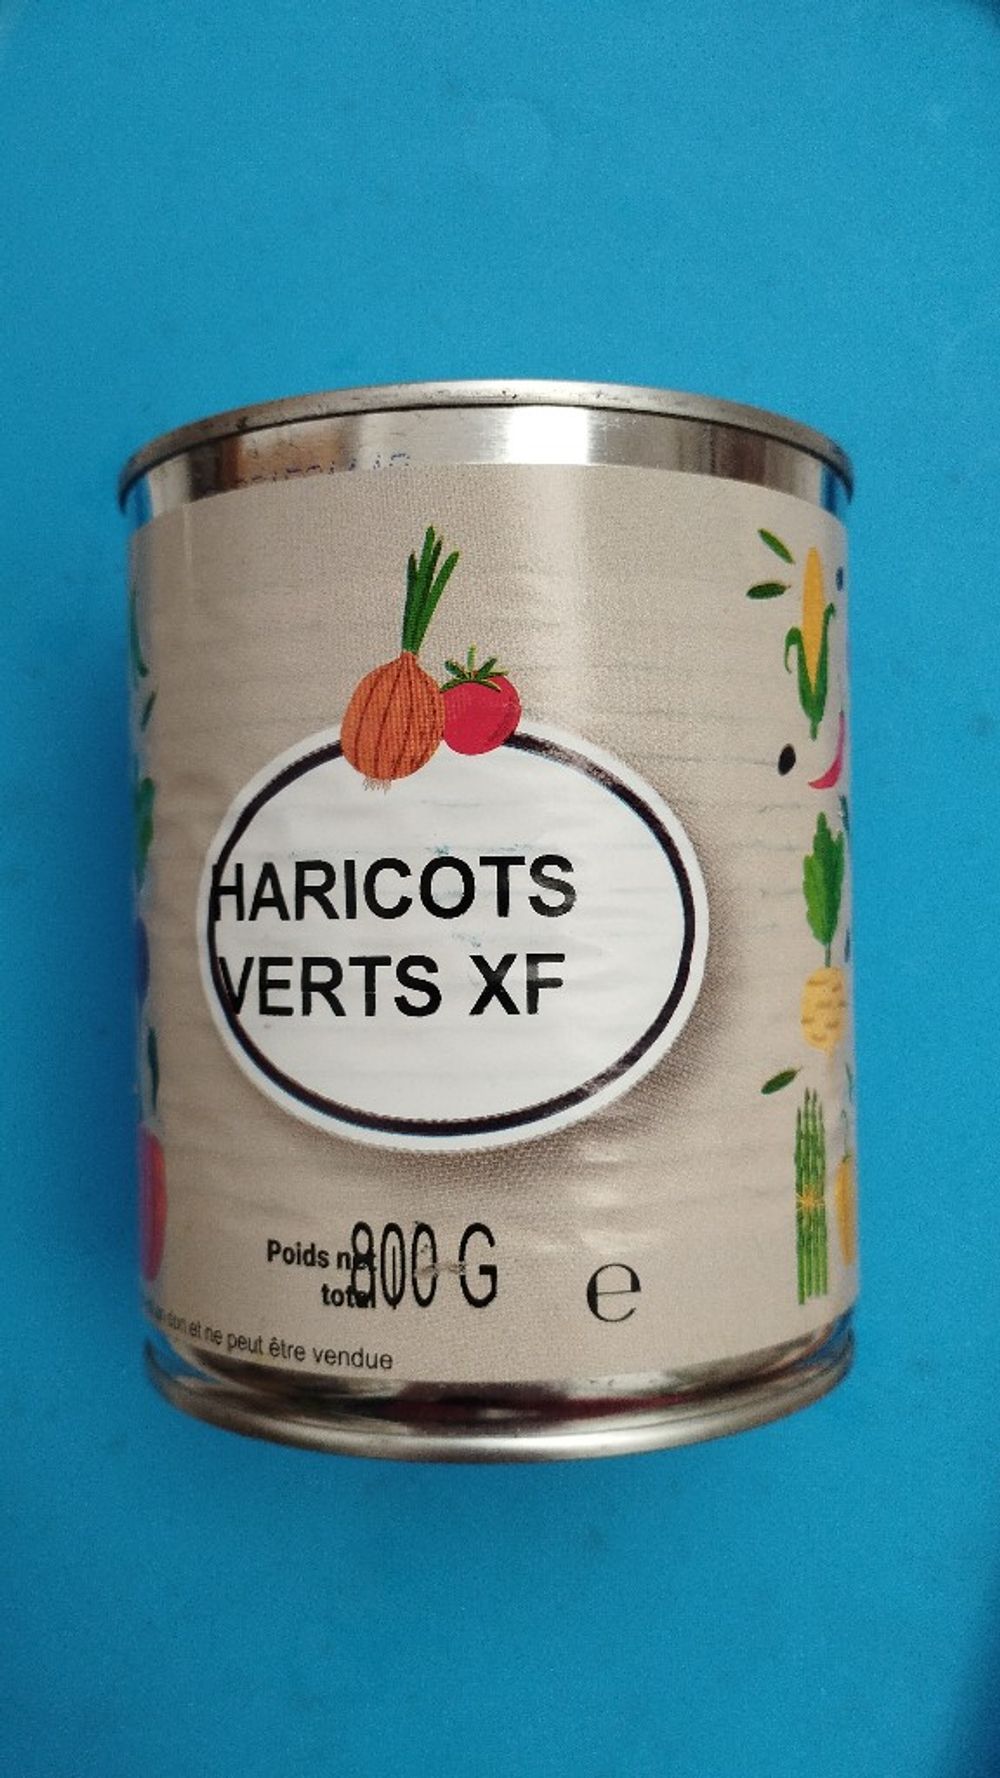 HARICOTS
VERTS XF
Poids net 800 G
total
e
et ne peut être vendue